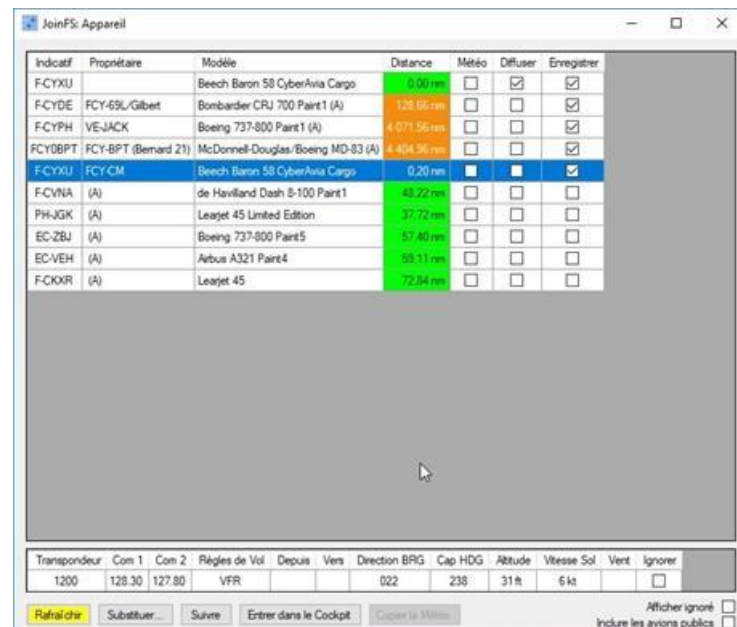 JoinFS: Appareil
Indicatif Propriétaire Modèle Distance Météo Diffuser Enregistrer
F-CYXU Beech Baron 58 CyberAvia Cargo 0,00 nm
F-CYDE FCY-69L/Gilbert Bombardier CRJ 700 Paint1 (A) 128,66 nm
F-CYPH VE-JACK Boeing 737-800 Paint1 (A) 4 071,56 nm
FCY0BPT FCY-BPT (Bernard 21) McDonnell-Douglas/Boeing MD-83 (A) 4 404,56 nm
F-CYXU FCY-CM Beech Baron 58 CyberAvia Cargo 0,20 nm
F-CVNA (A) de Havilland Dash 8-100 Paint1 48,22 nm
PH-JGK (A) Learjet 45 Limited Edition 37,72 nm
EC-ZBJ (A) Boeing 737-800 Paint5 57,40 nm
EC-VEH (A) Airbus A321 Paint4 59,11 nm
F-CKXR (A) Learjet 45 72,84 nm
Transpondeur Com 1 Com 2 Règles de Vol Depuis Vers Direction BRG Cap HDG Altitude Vitesse Sol Vent Ignorer
1200 128.30 127.80 VFR 022 238 31 ft 6 kt
Rafraîchir Substituer... Suivre Entrer dans le Cockpit Copier la Météo Afficher ignoré
Inclure les avions publics